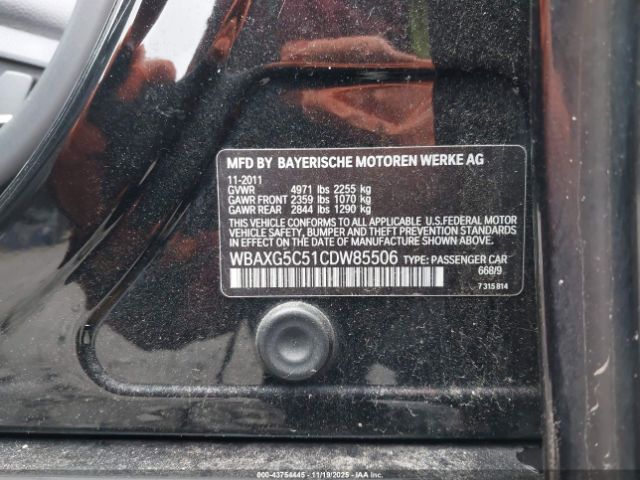 MFD BY BAYERISCHE MOTOREN WERKE AG
11-2011
GVWR 4971 lbs 2255 kg
GAWR FRONT 2359 lbs 1070 kg
GAWR REAR 2844 lbs 1290 kg
THIS VEHICLE CONFORMS TO ALL APPLICABLE U.S.FEDERAL MOTOR
VEHICLE SAFETY, BUMPER AND THEFT PREVENTION STANDARDS
IN EFFECT ON THE DATE OF MANUFACTURE SHOWN ABOVE.
WBAXG5C51CDW85506 TYPE: PASSENGER CAR
668/9
7 315 814
000-43754445 - 11/19/2025 - IAA Inc.